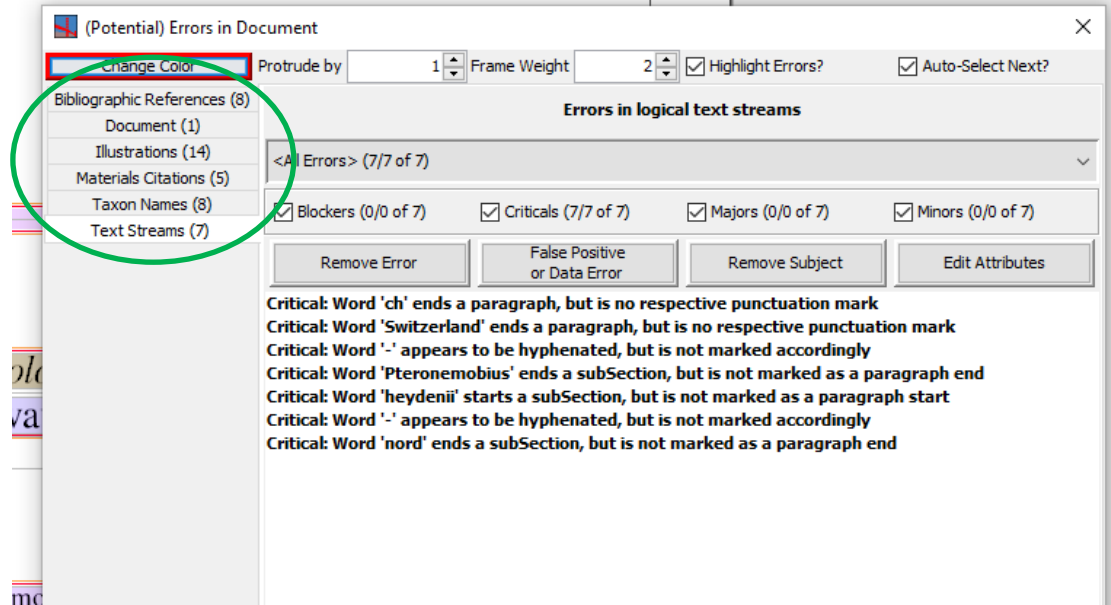 (Potential) Errors in Document
Change Color Protrude by 1 Frame Weight 2 Highlight Errors? Auto-Select Next?
Bibliographic References (8)
Document (1)
Illustrations (14)
Materials Citations (5)
Taxon Names (8)
Text Streams (7)
Errors in logical text streams
<All Errors> (7/7 of 7)
Blockers (0/0 of 7) Criticals (7/7 of 7) Majors (0/0 of 7) Minors (0/0 of 7)
Remove Error False Positive or Data Error Remove Subject Edit Attributes
Critical: Word 'ch' ends a paragraph, but is no respective punctuation mark
Critical: Word 'Switzerland' ends a paragraph, but is no respective punctuation mark
Critical: Word '-' appears to be hyphenated, but is not marked accordingly
Critical: Word 'Pteronemobius' ends a subSection, but is not marked as a paragraph end
Critical: Word 'heydenii' starts a subSection, but is not marked as a paragraph start
Critical: Word '-' appears to be hyphenated, but is not marked accordingly
Critical: Word 'nord' ends a subSection, but is not marked as a paragraph end